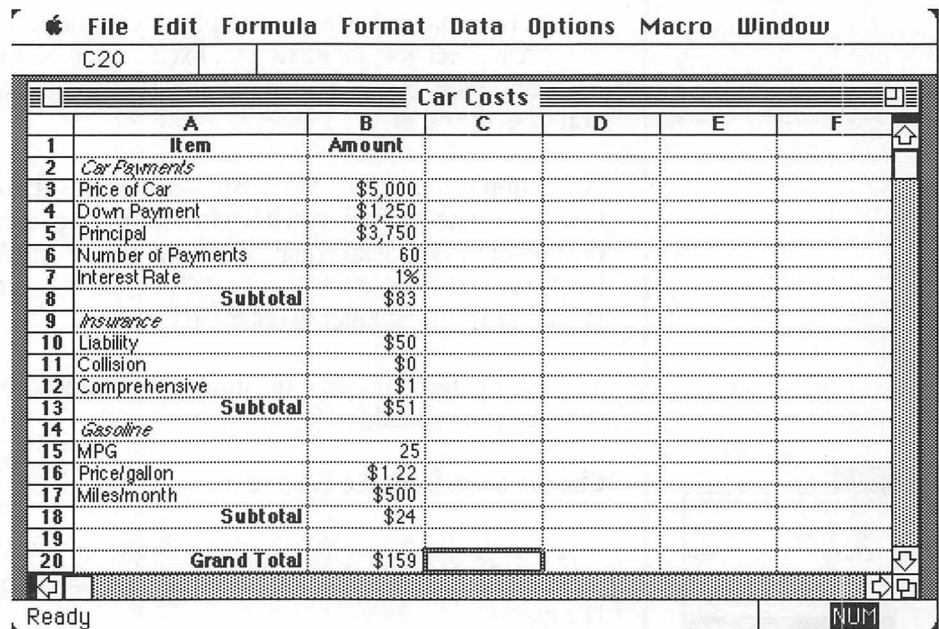 File Edit Formula Format Data Options Macro Window
C20
Car Costs
A B C D E F
1 Item Amount
2 Car Payments
3 Price of Car $5,000
4 Down Payment $1,250
5 Principal $3,750
6 Number of Payments 60
7 Interest Rate 1%
8 Subtotal $83
9 Insurance
10 Liability $50
11 Collision $0
12 Comprehensive $1
13 Subtotal $51
14 Gasoline
15 MPG 25
16 Price/gallon $1.22
17 Miles/month $500
18 Subtotal $24
19
20 Grand Total $159
Ready NUM